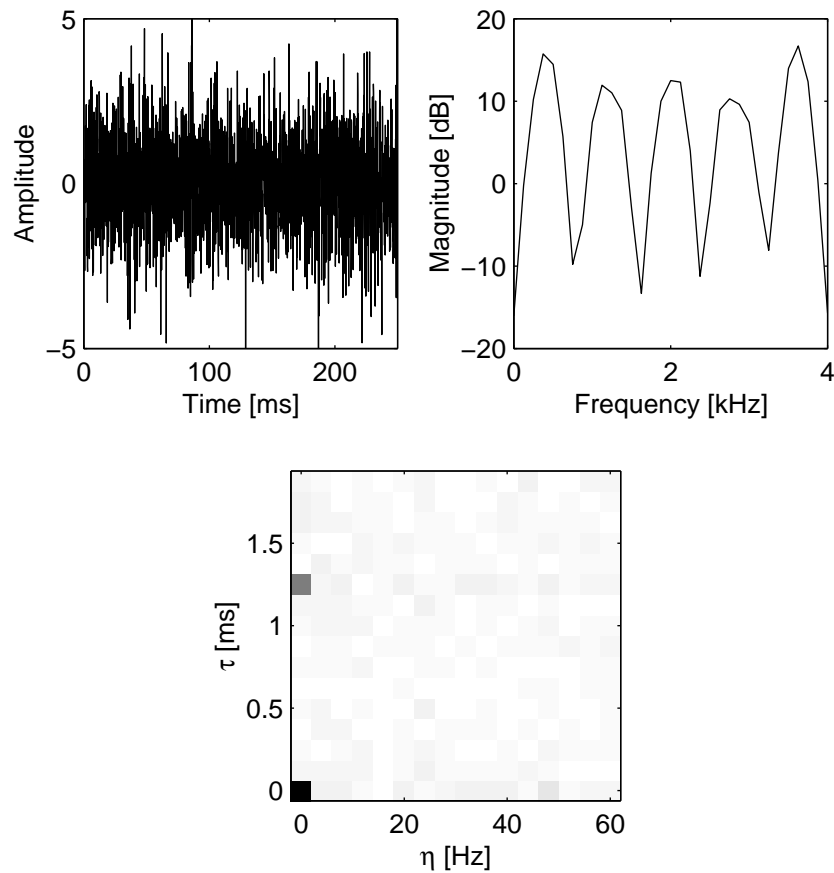 5
0
−5
Amplitude
0 100 200
Time [ms]
20
10
0
−10
−20
Magnitude [dB]
0 2 4
Frequency [kHz]
1.5
1
0.5
0
τ [ms]
0 20 40 60
η [Hz]